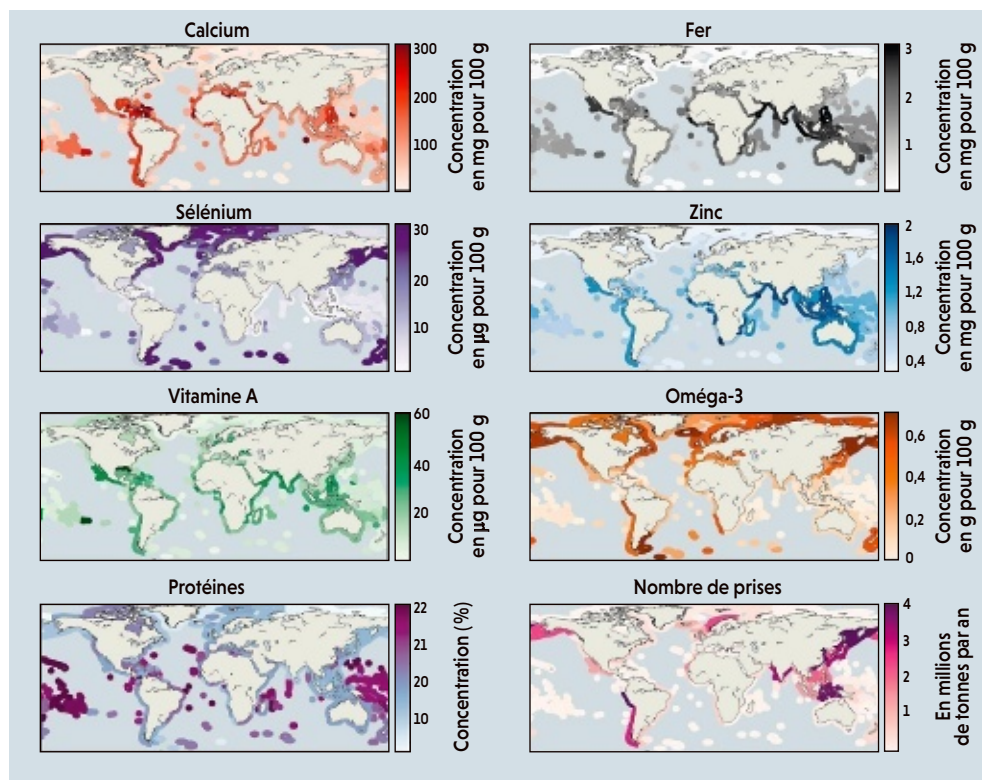 Calcium
300
200
100
Concentration
en mg pour 100 g
Fer
3
2
1
Concentration
en mg pour 100 g
Sélénium
30
20
10
Concentration
en µg pour 100 g
Zinc
2
1,6
1,2
0,8
0,4
Concentration
en mg pour 100 g
Vitamine A
60
40
20
Concentration
en µg pour 100 g
Oméga-3
0,6
0,4
0,2
0
Concentration
en g pour 100 g
Protéines
22
21
20
10
Concentration (%)
Nombre de prises
4
3
2
1
En millions
de tonnes par an